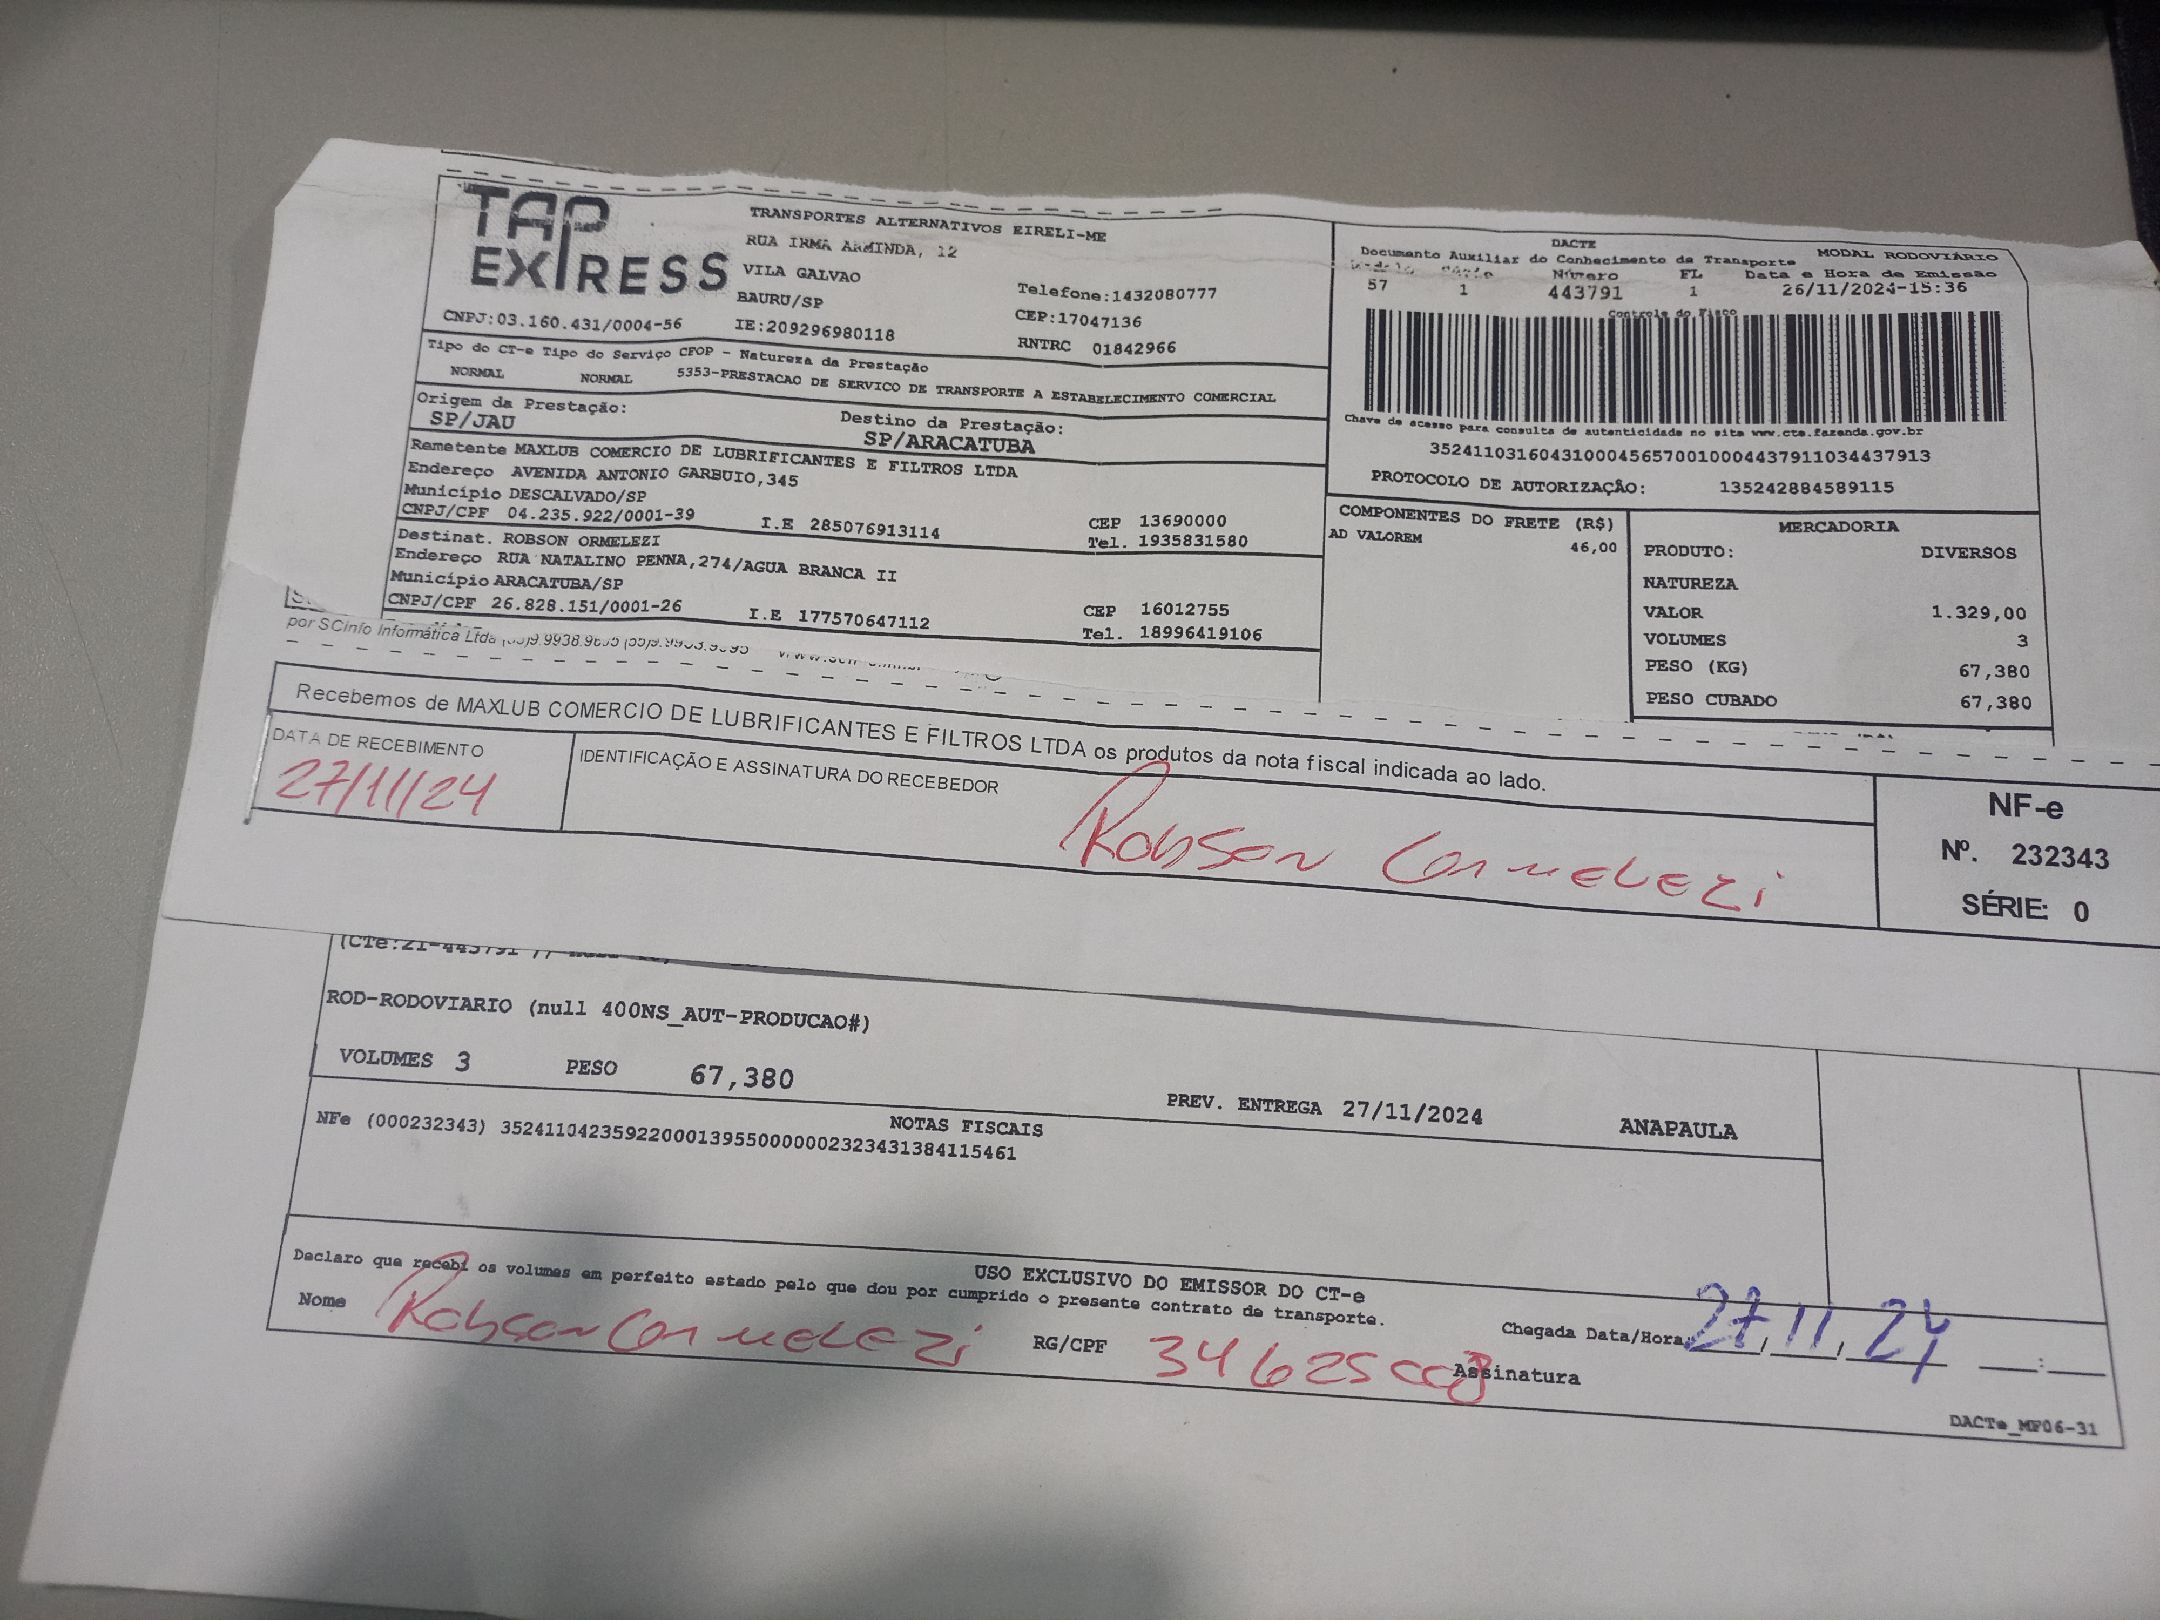 TAP
EXPRESS
TRANSPORTES ALTERNATIVOS EIRELI-ME
RUA IRMA ARMINDA, 12
VILA GALVAO
BAURU/SP
Telefone:1432080777
CEP:17047136
CNPJ:03.160.431/0004-56
IE:209296980118
RNTRC 01842966
Tipo do CT-e Tipo do Serviço CFOP - Natureza da Prestação
NORMAL NORMAL 5353-PRESTACAO DE SERVICO DE TRANSPORTE A ESTABELECIMENTO COMERCIAL
Origem da Prestação: Destino da Prestação:
SP/JAU SP/ARACATUBA
Remetente MAXLUB COMERCIO DE LUBRIFICANTES E FILTROS LTDA
Endereço AVENIDA ANTONIO GARBUIO,345
Município DESCALVADO/SP CEP 13690000
CNPJ/CPF 04.235.922/0001-39 I.E 285076913114 Tel. 1935831580
Destinat. ROBSON ORMELEZI
Endereço RUA NATALINO PENNA,274/AGUA BRANCA II
Município ARACATUBA/SP CEP 16012755
CNPJ/CPF 26.828.151/0001-26 I.E 177570647112 Tel. 18996419106
DACTE MODAL RODOVIÁRIO
Documento Auxiliar do Conhecimento de Transporte
Modelo Série Número FL Data e Hora de Emissão
57 1 443791 1 26/11/2024-15:36
Controle do Fisco
Chave de acesso para consulta de autenticidade no site www.cte.fazenda.gov.br
35241103160431000456570010004437911034437913
PROTOCOLO DE AUTORIZAÇÃO: 135242884589115
COMPONENTES DO FRETE (R$)
AD VALOREM 46,00
MERCADORIA
PRODUTO: DIVERSOS
NATUREZA
VALOR 1.329,00
VOLUMES 3
PESO (KG) 67,380
PESO CUBADO 67,380
por SCinfo Informática Ltda
Recebemos de MAXLUB COMERCIO DE LUBRIFICANTES E FILTROS LTDA os produtos da nota fiscal indicada ao lado.
DATA DE RECEBIMENTO
27/11/24
IDENTIFICAÇÃO E ASSINATURA DO RECEBEDOR
Robson Ormelezi
NF-e
Nº. 232343
SÉRIE: 0
(CTe:21-443791
ROD-RODOVIARIO (null 400NS_AUT-PRODUCAO#)
VOLUMES 3 PESO 67,380 PREV. ENTREGA 27/11/2024 ANAPAULA
NOTAS FISCAIS
NFe (000232343) 35241104235922000139550000002323431384115461
USO EXCLUSIVO DO EMISSOR DO CT-e
Declaro que recebi os volumes em perfeito estado pelo que dou por cumprido o presente contrato de transporte.
Nome Robson Ormelezi RG/CPF Assinatura
Chegada Data/Hora 27,11,24 :
DACTe_MF06-31